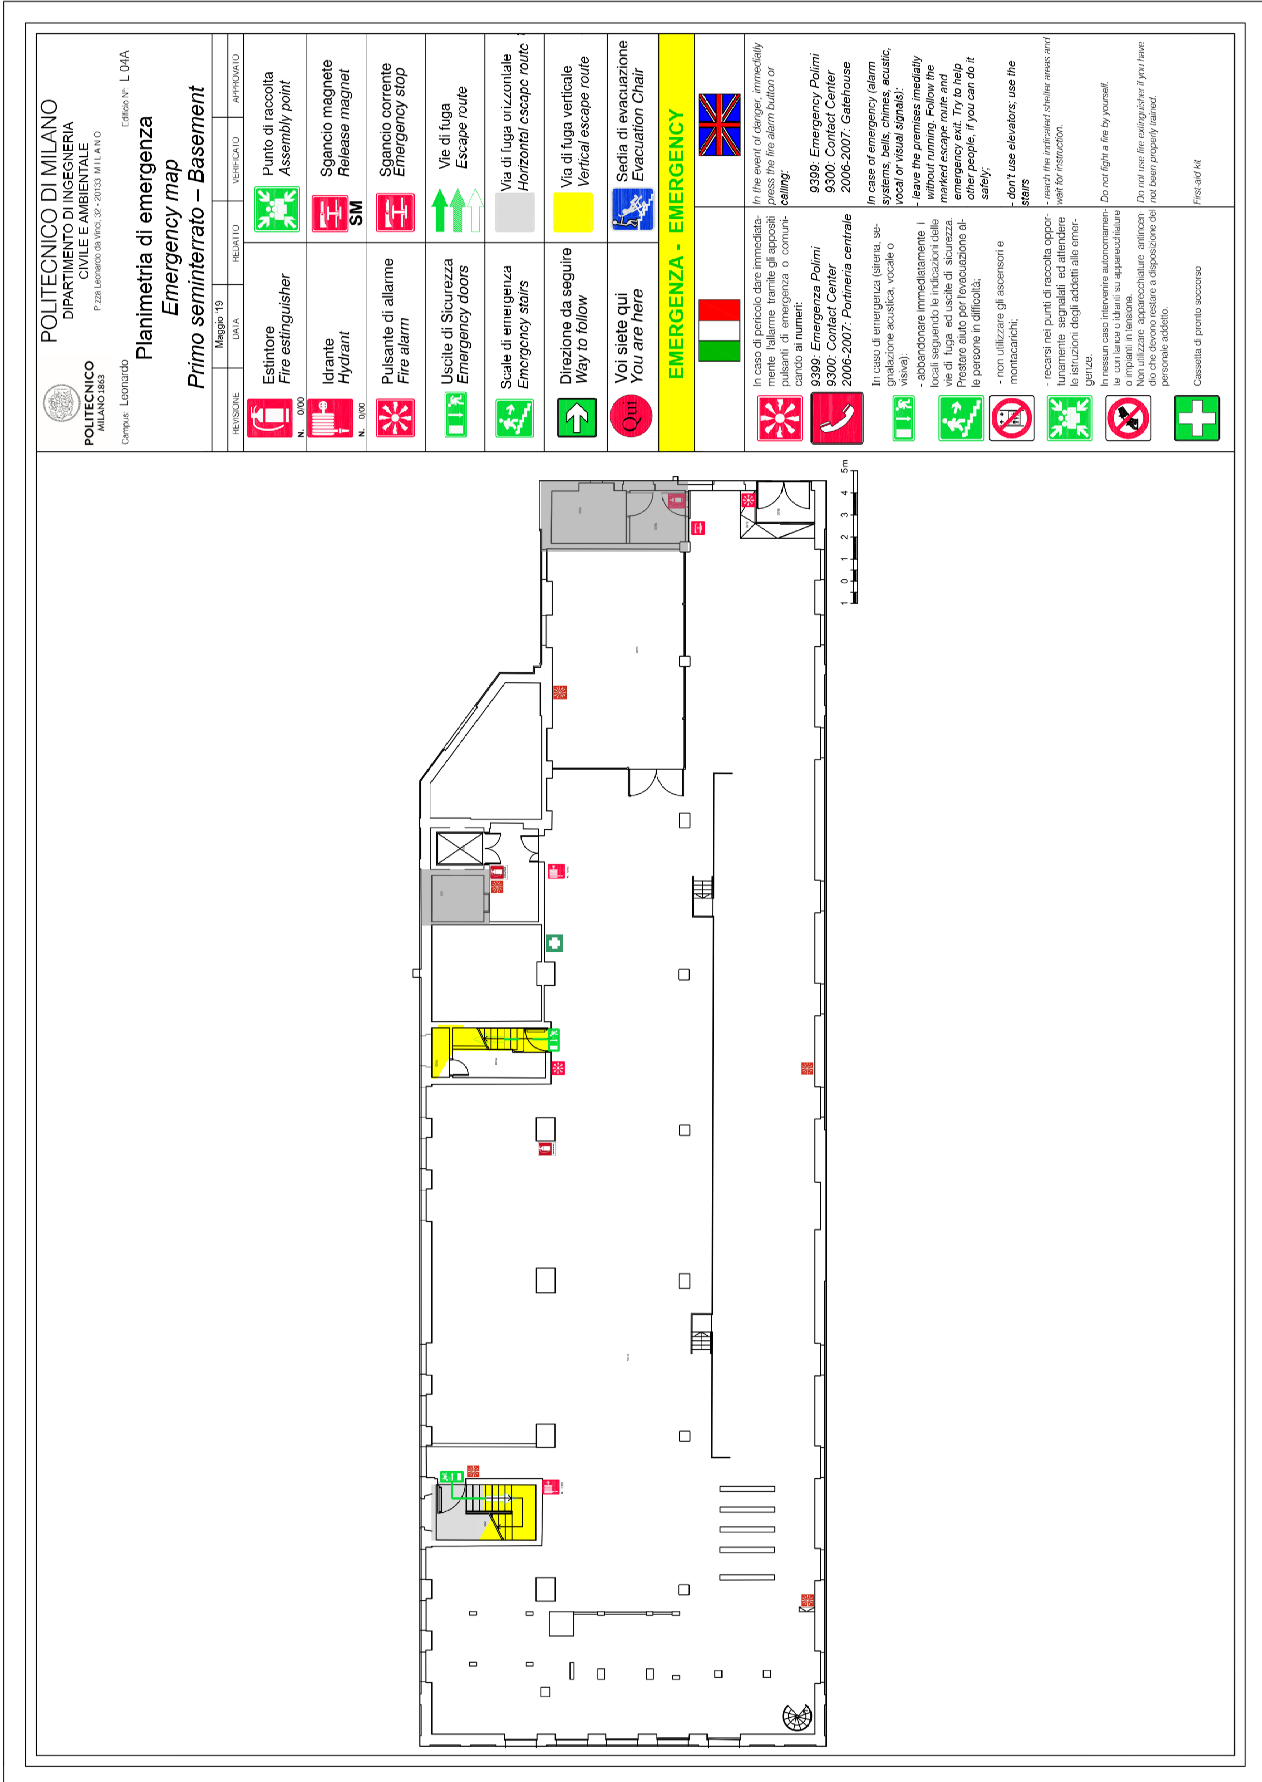 POLITECNICO
MILANO 1863
POLITECNICO DI MILANO
DIPARTIMENTO DI INGEGNERIA
CIVILE E AMBIENTALE
P.zza Leonardo da Vinci, 32 - 20133 M I L A N O
Campus: Leonardo
Edificio N°: L 04A
Planimetria di emergenza
Emergency map
Primo seminterrato – Basement
Maggio '19
REVISIONE DATA REDATTO VERIFICATO APPROVATO
Estintore
Fire estinguisher
N. 0/00
Punto di raccolta
Assembly point
Idrante
Hydrant
N. 0/00
SM
Sgancio magnete
Release magnet
Pulsante di allarme
Fire alarm
Sgancio corrente
Emergency stop
Uscite di Sicurezza
Emergency doors
Vie di fuga
Escape route
Scale di emergenza
Emergency stairs
Via di fuga orizzontale
Horizontal escape route
Direzione da seguire
Way to follow
Via di fuga verticale
Vertical escape route
Qui
Voi siete qui
You are here
Sedia di evacuazione
Evacuation Chair
EMERGENZA - EMERGENCY
In caso di pericolo dare immediata-
mente l'allarme tramite gli appositi
pulsanti di emergenza o comuni-
cando ai numeri:
9399: Emergenza Polimi
9300: Contact Center
2006-2007: Portineria centrale
In caso di emergenza (sirena, se-
gnalazione acustica, vocale o
visiva):
- abbandonare immediatamente i
locali seguendo le indicazioni delle
vie di fuga ed uscite di sicurezza.
Prestare aiuto per l'evacuazione al-
le persone in difficoltà;
- non utilizzare gli ascensori e
montacarichi;
- recarsi nei punti di raccolta oppor-
tunamente segnalati ed attendere
le istruzioni degli addetti alle emer-
genze.
In nessun caso intervenire autonomamen-
te con lance o idranti su apparecchiature
o impianti in tensione.
Non utilizzare apparecchiature antincen-
dio che devono restare a disposizione del
personale addetto.
Cassetta di pronto soccorso
In the event of danger, immediately
press the fire alarm button or
calling:
9399: Emergency Polimi
9300: Contact Center
2006-2007: Gatehouse
In case of emergency (alarm
systems, bells, chimes, acustic,
vocal or visual signals):
- leave the premises imediatly
without running. Follow the
marked escape route and
emergency exit. Try to help
other people, if you can do it
safely;
- don't use elevators; use the
stairs
- reach the indicated shelter areas and
wait for instruction.
Do not fight a fire by yourself.
Do not use fire extinguisher if you have
not been properly trained.
First-aid kit
1 0 1 2 3 4 5m